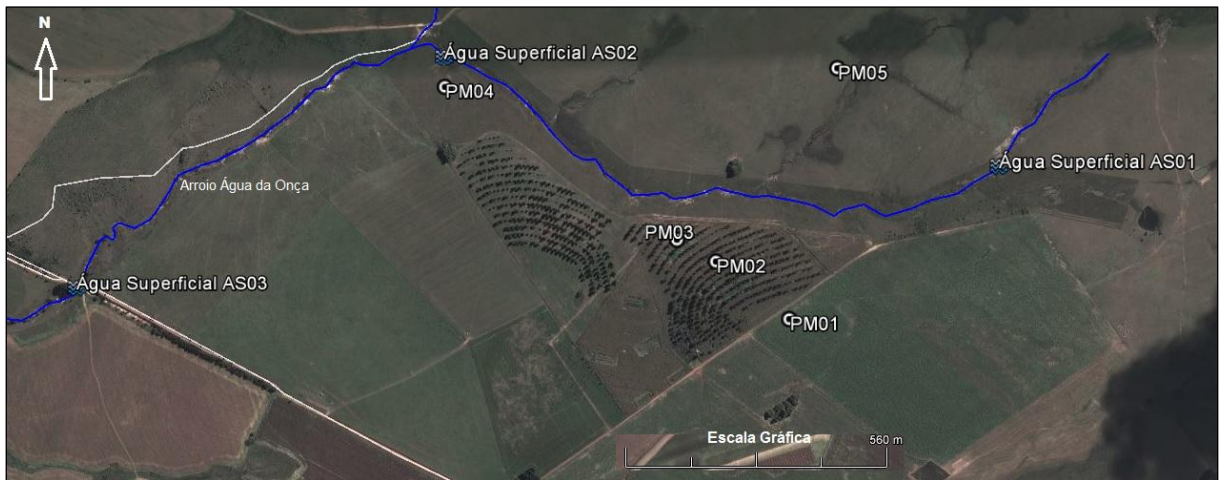 N
Água Superficial AS02
PM05
PM04
Água Superficial AS01
Arroio Água da Onça
PM03
PM02
Água Superficial AS03
PM01
Escala Gráfica
560 m